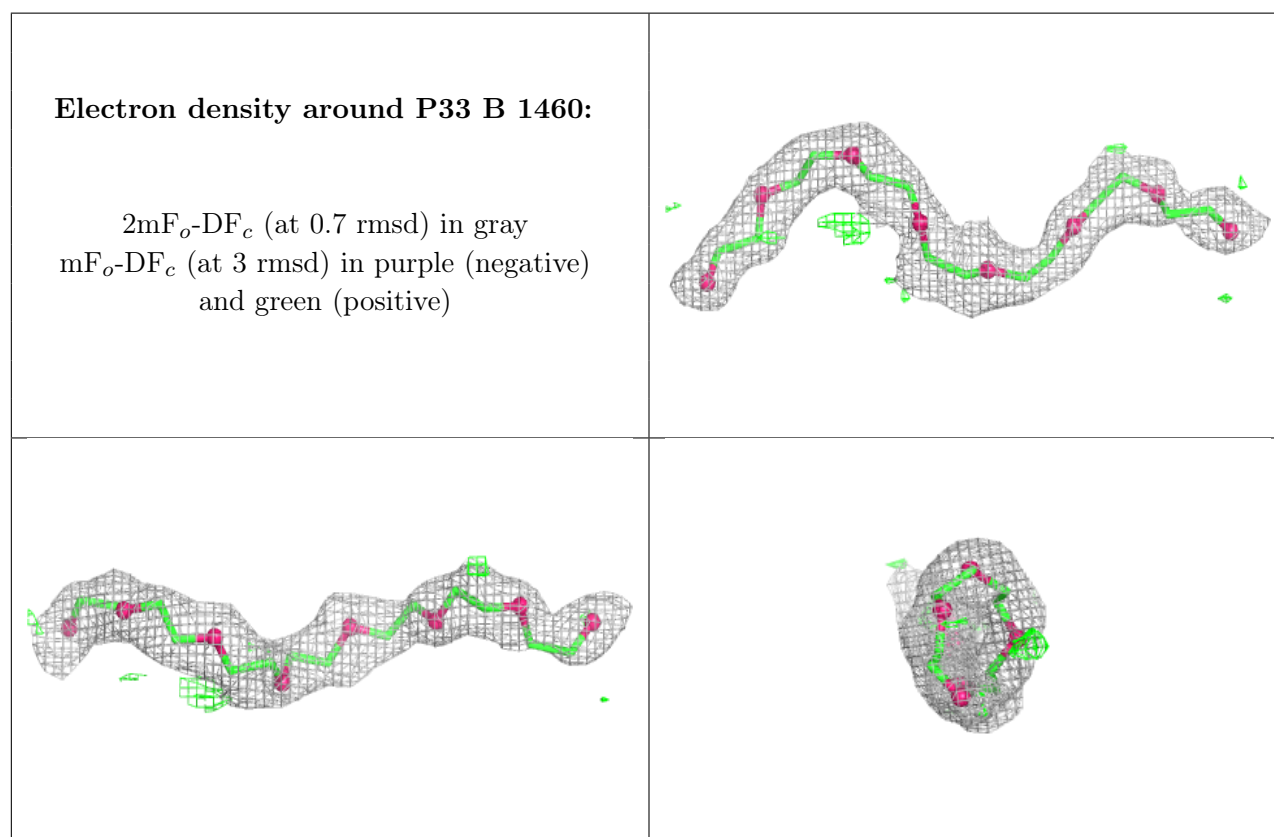 Electron density around P33 B 1460:
2mFo-DFc (at 0.7 rmsd) in gray
mFo-DFc (at 3 rmsd) in purple (negative)
and green (positive)